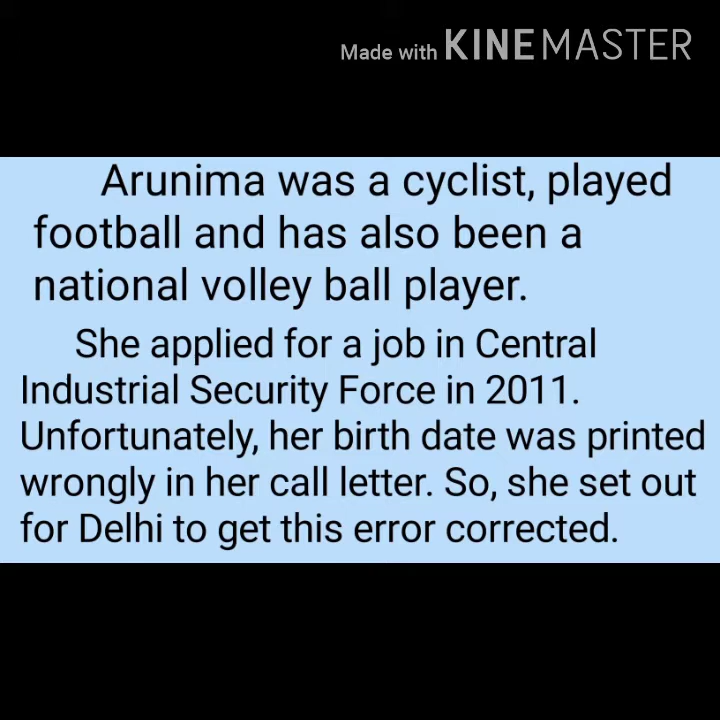 Made with KINEMASTER
Arunima was a cyclist, played
football and has also been a
national volley ball player.
She applied for a job in Central
Industrial Security Force in 2011.
Unfortunately, her birth date was printed
wrongly in her call letter. So, she set out
for Delhi to get this error corrected.